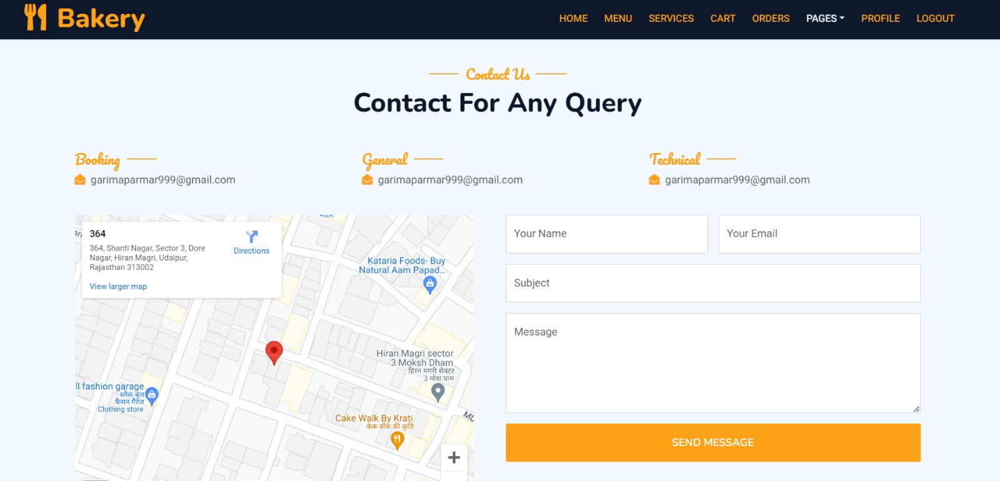 Bakery
HOME MENU SERVICES CART ORDERS PAGES PROFILE LOGOUT
Contact Us
Contact For Any Query
Booking
garimaparmar999@gmail.com
General
garimaparmar999@gmail.com
Technical
garimaparmar999@gmail.com
364
364, Shanti Nagar, Sector 3, Dore
Nagar, Hiran Magri, Udaipur,
Rajasthan 313002
View larger map
Directions
Kataria Foods- Buy
Natural Aam Papad...
Hiran Magri sector
3 Moksh Dham
हिरन मगरी सेक्टर
3 मोक्ष धाम
ll fashion garage
ब्लैक बुल
फैशन गैरेज
Clothing store
Cake Walk By Krati
केक वॉक की कृति
Your Name
Your Email
Subject
Message
SEND MESSAGE